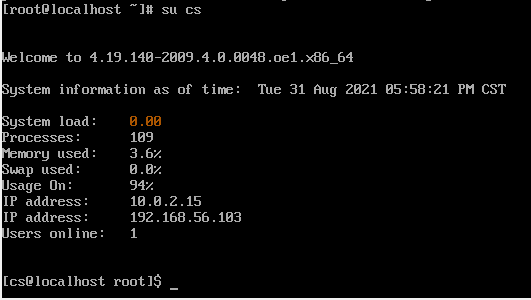 [root@localhost ~]# su cs
Welcome to 4.19.140-2009.4.0.0048.oe1.x86_64
System information as of time:  Tue 31 Aug 2021 05:58:21 PM CST
System load:    0.00
Processes:      109
Memory used:    3.6%
Swap used:      0.0%
Usage On:       94%
IP address:     10.0.2.15
IP address:     192.168.56.103
Users online:   1
[cs@localhost root]$ _